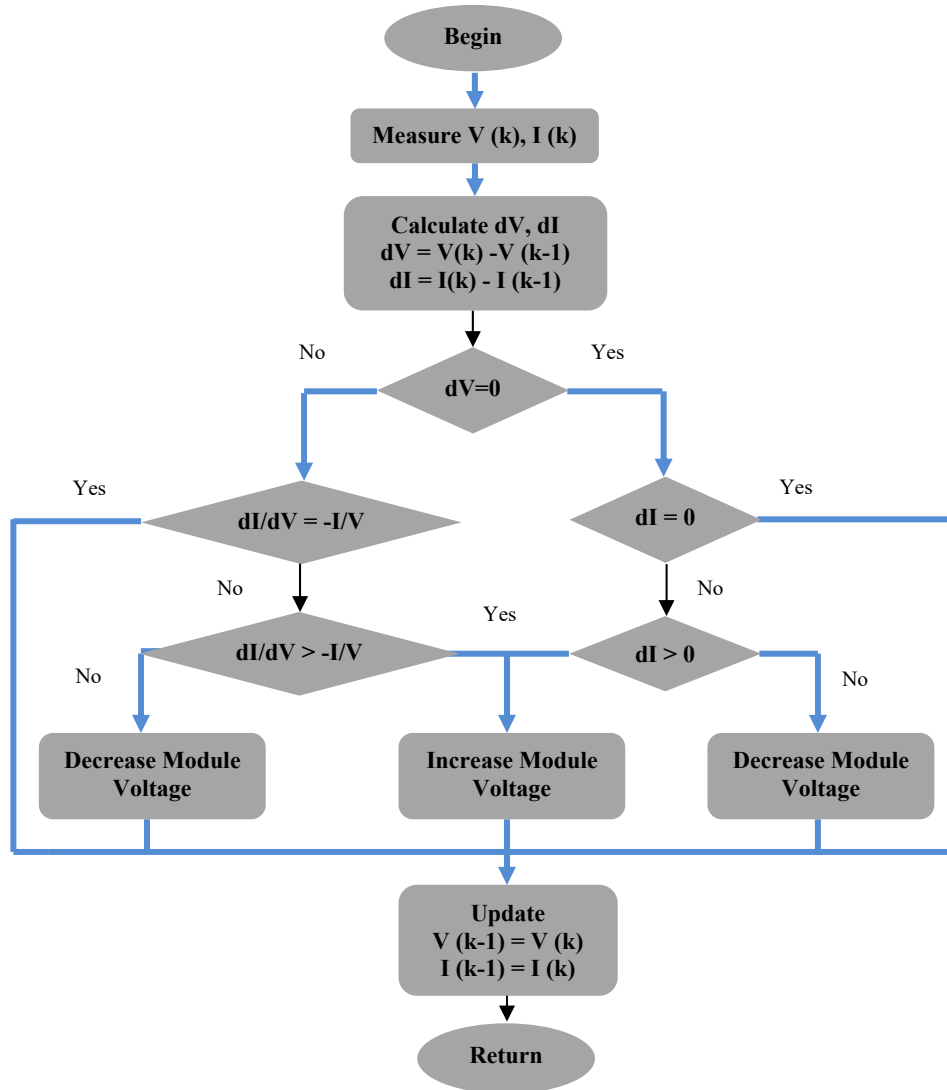 Begin
Measure V (k), I (k)
Calculate dV, dI
dV = V(k) -V (k-1)
dI = I(k) - I (k-1)
No
Yes
dV=0
Yes
Yes
dI/dV = -I/V
dI = 0
No
No
Yes
dI/dV > -I/V
dI > 0
No
No
Decrease Module
Voltage
Increase Module
Voltage
Decrease Module
Voltage
Update
V (k-1) = V (k)
I (k-1) = I (k)
Return